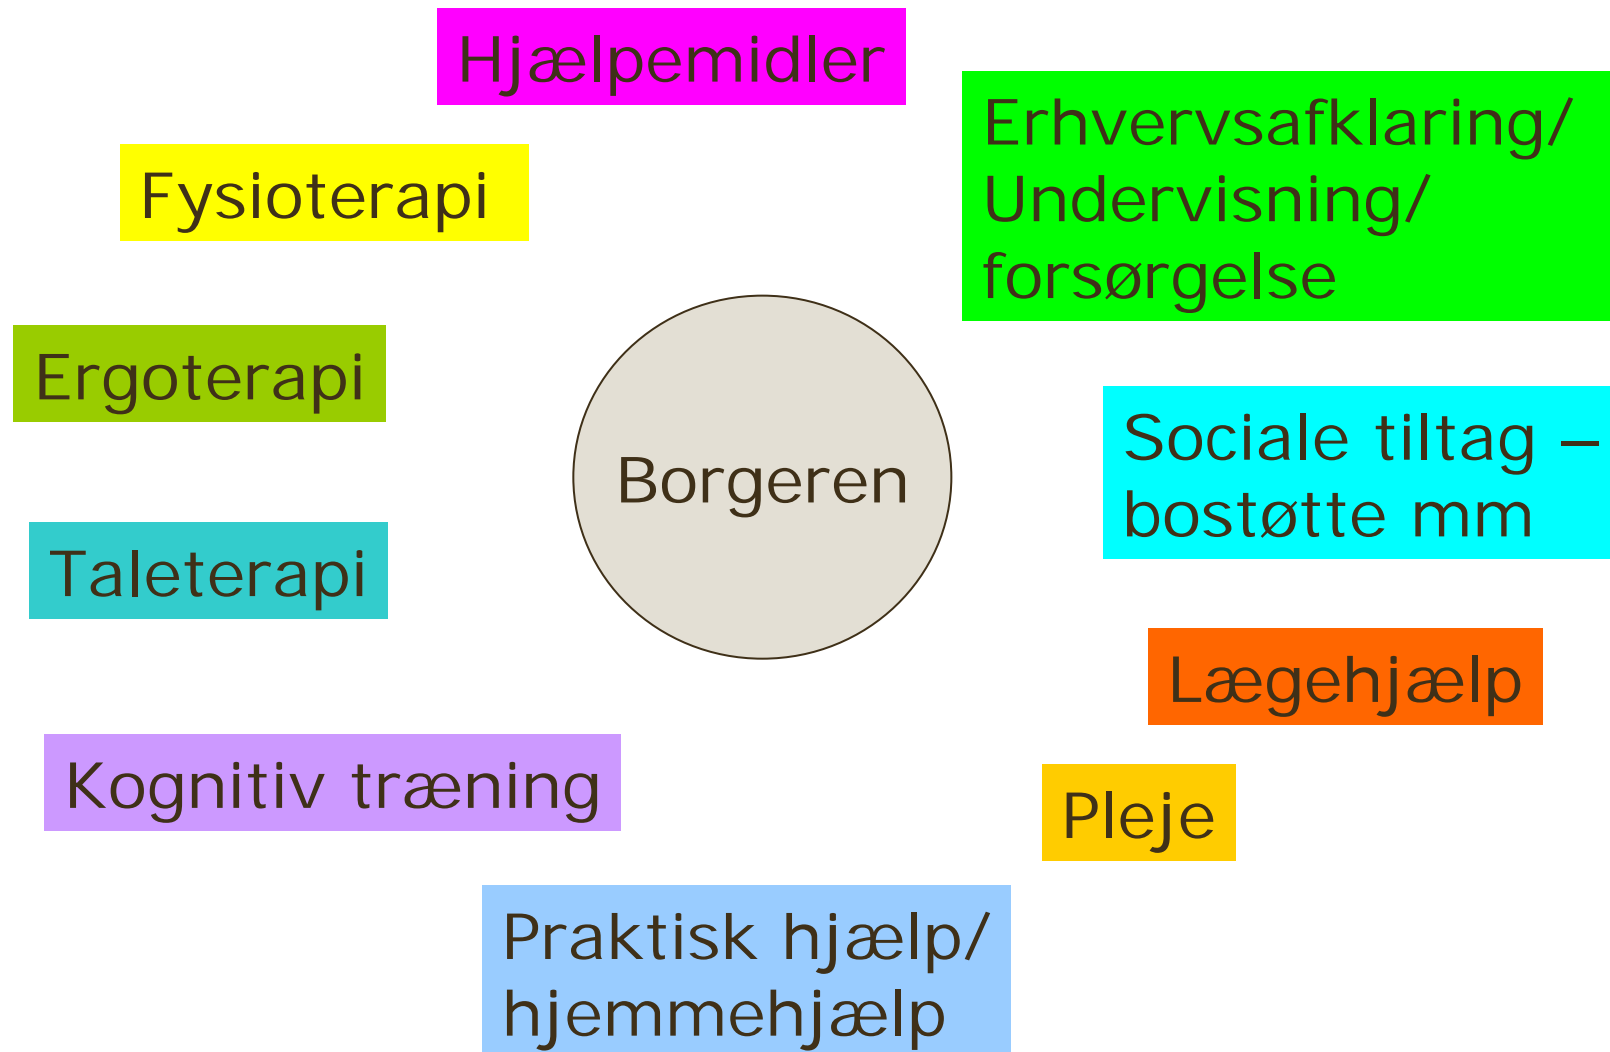 Hjælpemidler
Erhvervsafklaring/
Undervisning/
forsørgelse
Fysioterapi
Ergoterapi
Sociale tiltag –
bostøtte mm
Borgeren
Taleterapi
Lægehjælp
Kognitiv træning
Pleje
Praktisk hjælp/
hjemmehjælp